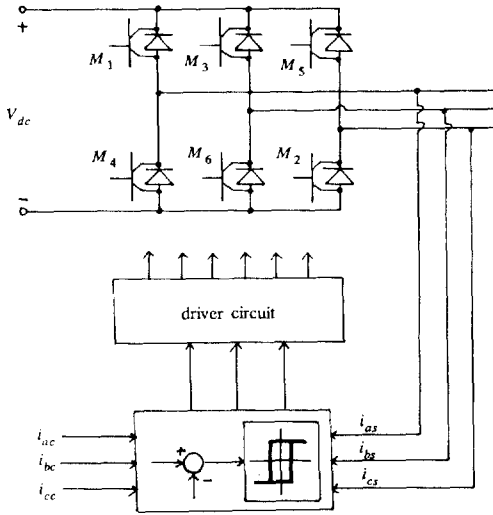 +
M1 M3 M5
Vdc
M4 M6 M2
−
driver circuit
iac
ibc
icc
+
−
ias
ibs
ics